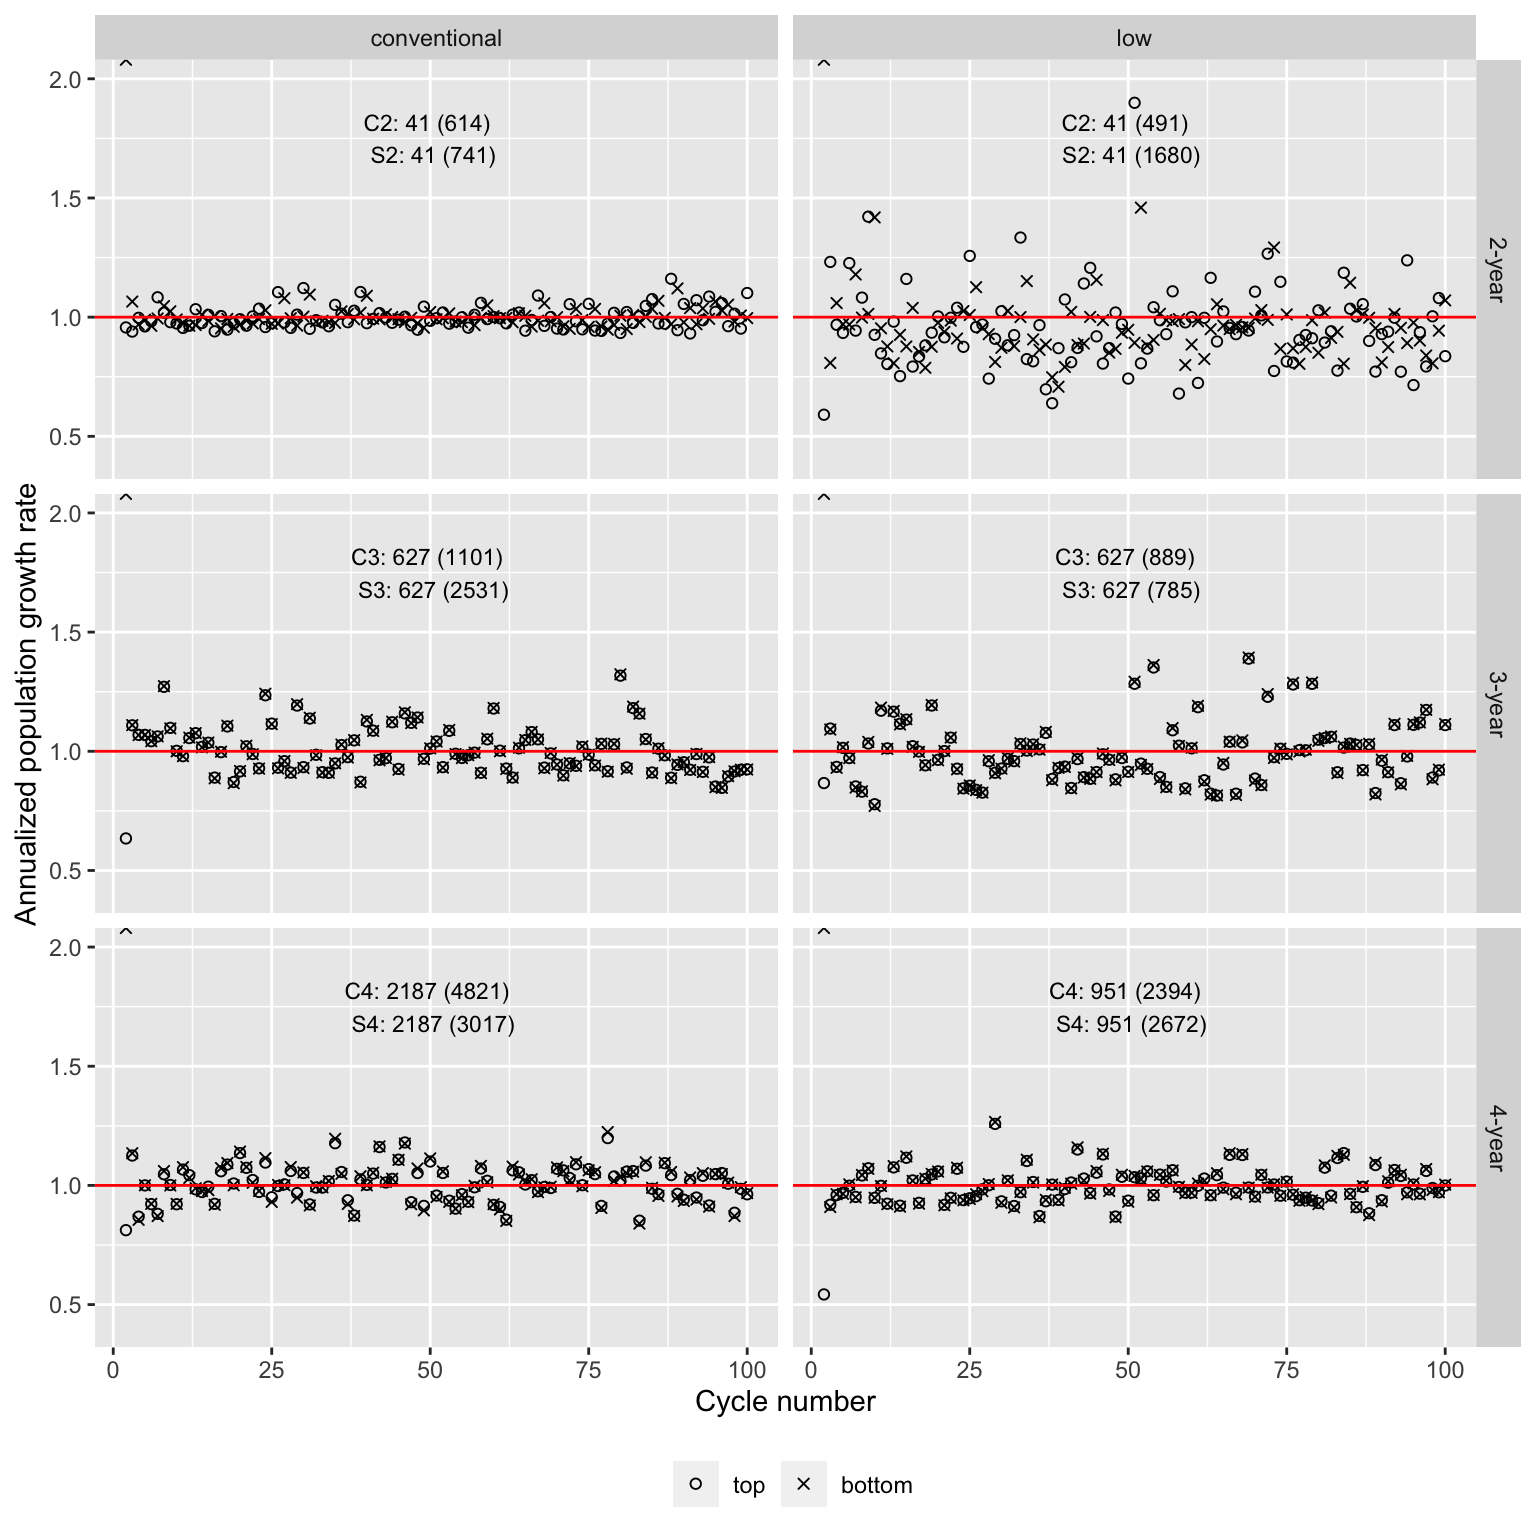 conventional
low
2.0
1.5
1.0
0.5
C2: 41 (614)
S2: 41 (741)
C2: 41 (491)
S2: 41 (1680)
2-year
2.0
1.5
1.0
0.5
C3: 627 (1101)
S3: 627 (2531)
C3: 627 (889)
S3: 627 (785)
3-year
2.0
1.5
1.0
0.5
C4: 2187 (4821)
S4: 2187 (3017)
C4: 951 (2394)
S4: 951 (2672)
4-year
Annualized population growth rate
0 25 50 75 100
0 25 50 75 100
Cycle number
top bottom